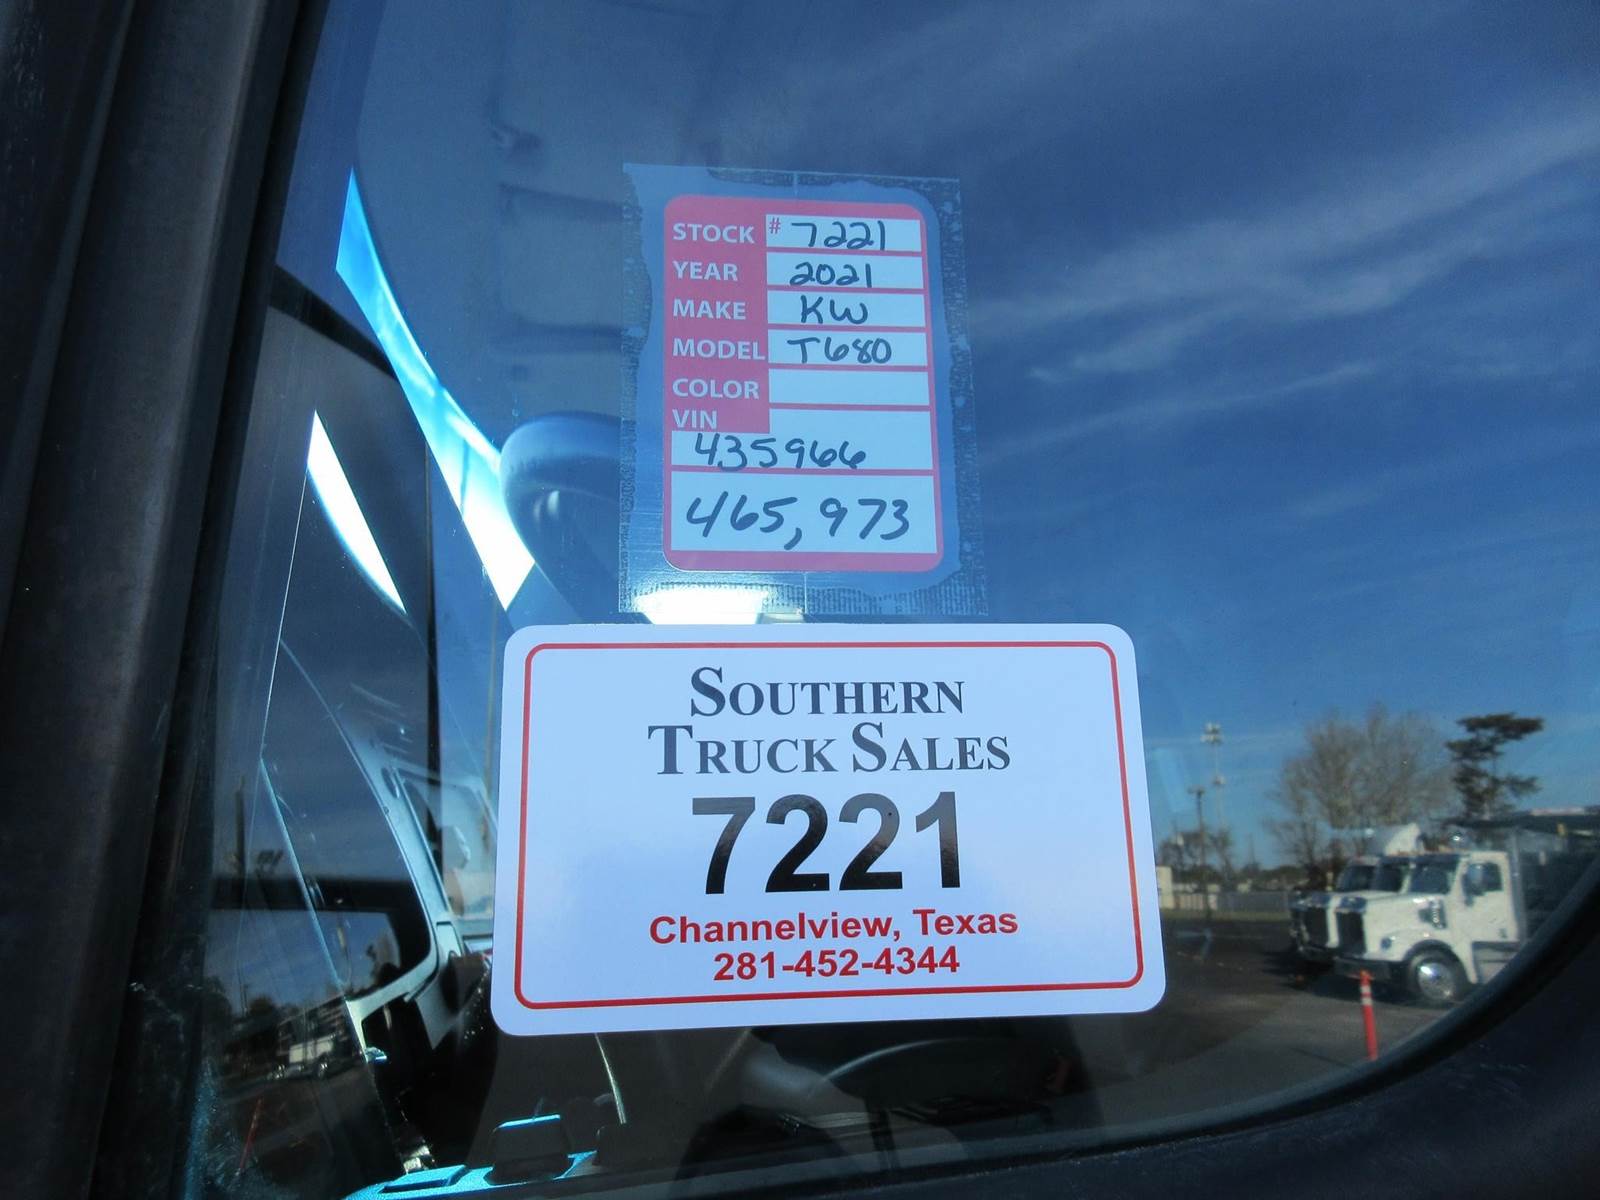 STOCK # 7221
YEAR 2021
MAKE KW
MODEL T680
COLOR
VIN
435966
465,973
SOUTHERN
TRUCK SALES
7221
Channelview, Texas
281-452-4344